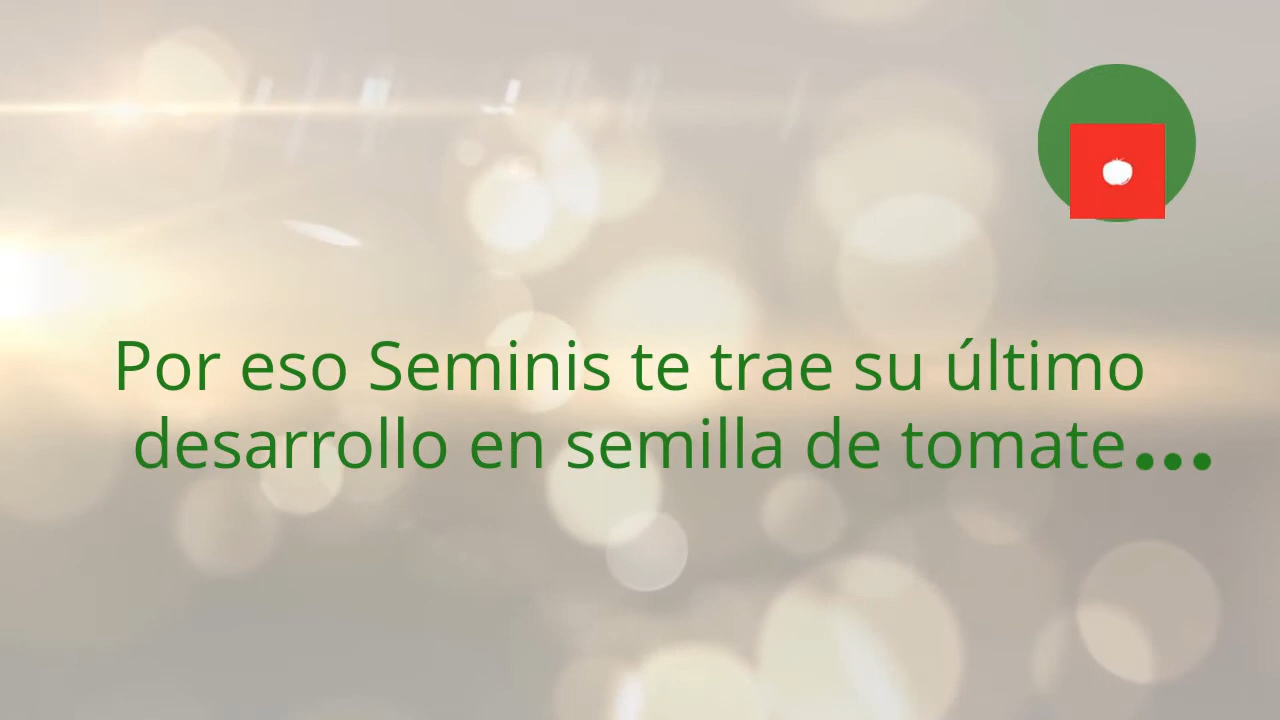 Por eso Seminis te trae su último
desarrollo en semilla de tomate...